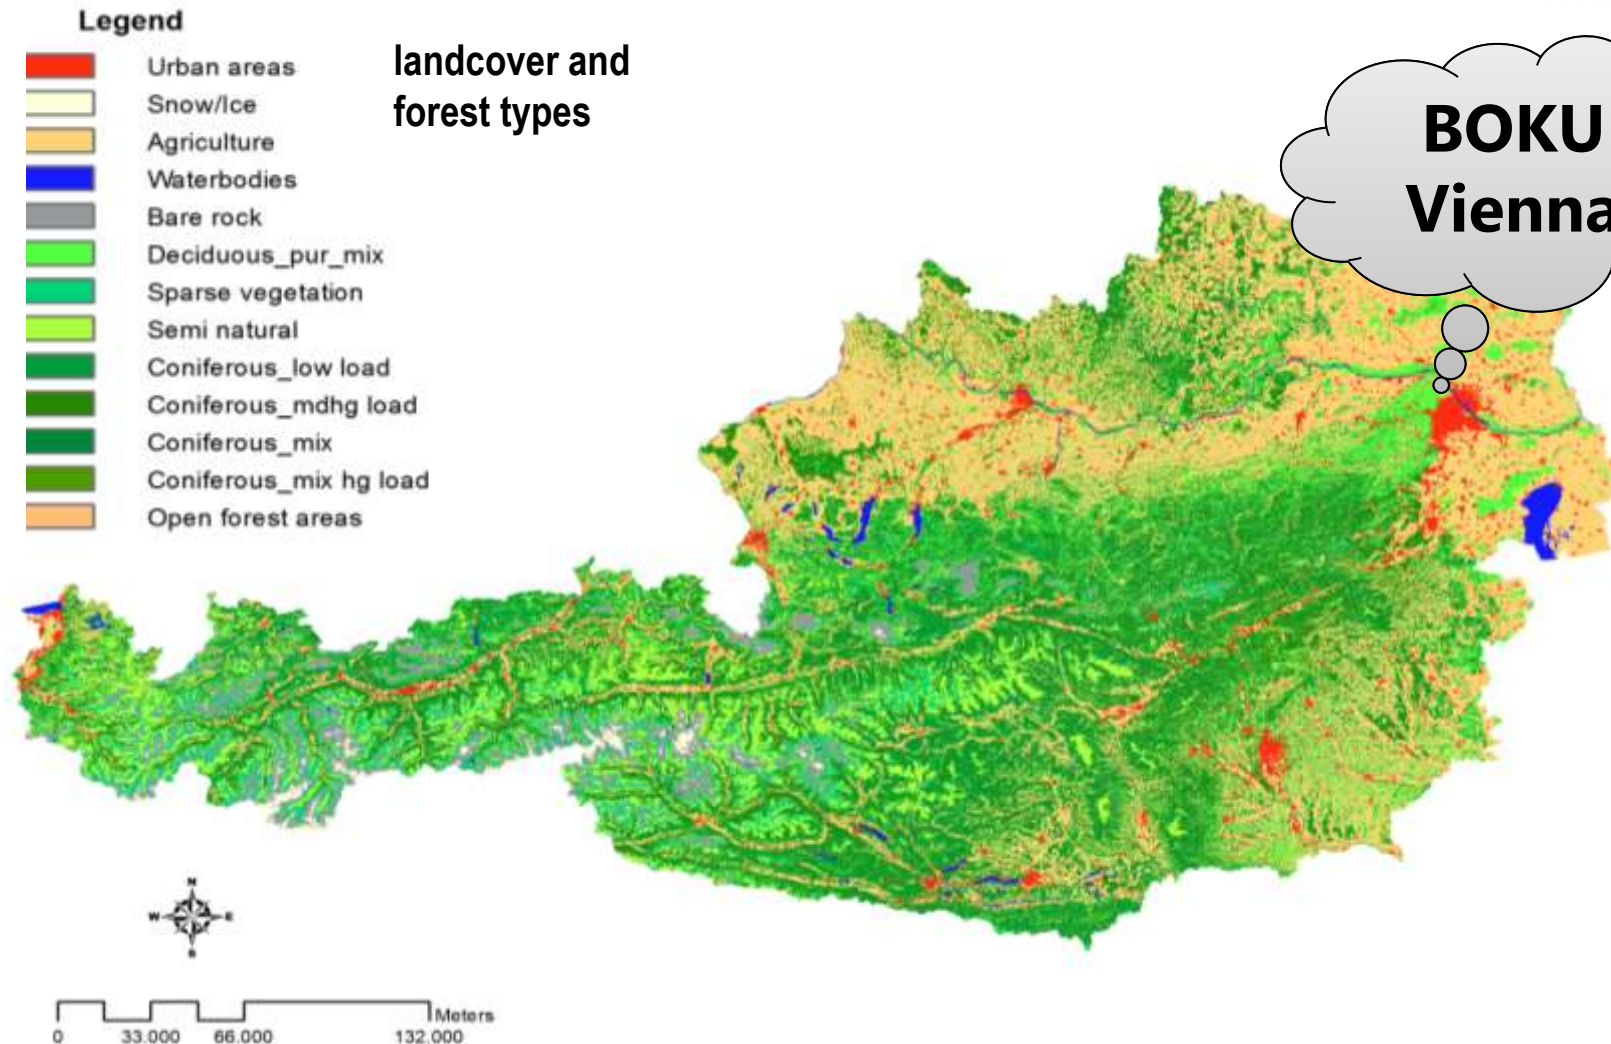 Legend
Urban areas
Snow/Ice
Agriculture
Waterbodies
Bare rock
Deciduous_pur_mix
Sparse vegetation
Semi natural
Coniferous_low load
Coniferous_mdhg load
Coniferous_mix
Coniferous_mix hg load
Open forest areas
landcover and
forest types
BOKU
Vienna
N
W E
S
Meters
0 33.000 66.000 132.000